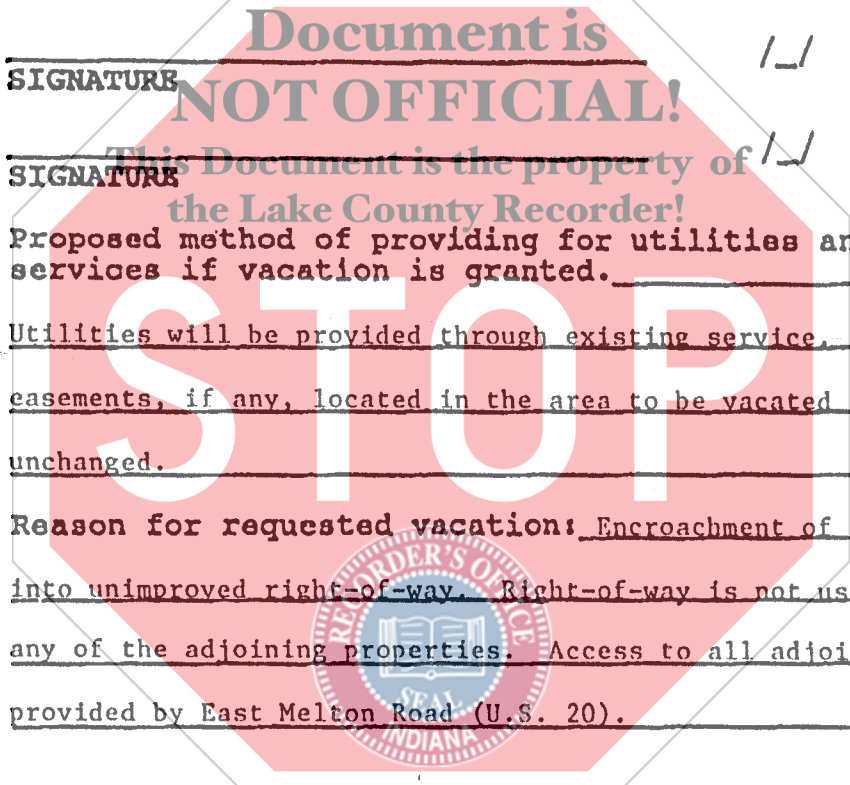 Document is
/_/
SIGNATURE
NOT OFFICIAL!
/_/
This Document is the property of
SIGNATURE
the Lake County Recorder!
Proposed method of providing for utilities an
services if vacation is granted.
STOP
Utilities will be provided through existing service.
easements, if any, located in the area to be vacated
unchanged.
Reason for requested vacation: Encroachment of
into unimproved right-of-way. Right-of-way is not us
any of the adjoining properties. Access to all adjoi
provided by East Melton Road (U.S. 20).
RECORDER'S OFFICE
SEAL
INDIANA